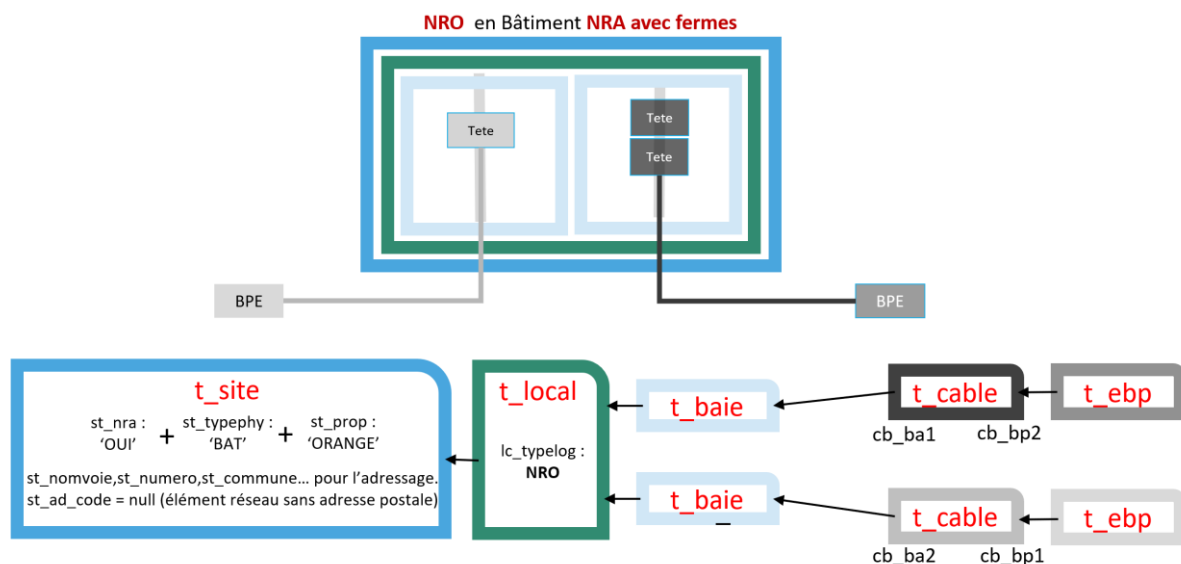 NRO en Bâtiment NRA avec fermes
Tete
Tete
Tete
BPE
BPE
t_site
st_nra :
‘OUI’
+
st_typephy :
‘BAT’
+
st_prop :
‘ORANGE’
st_nomvoie,st_numero,st_commune... pour l’adressage.
st_ad_code = null (élément réseau sans adresse postale)
t_local
lc_typelog :
NRO
t_baie
t_cable
t_ebp
cb_ba1
cb_bp2
t_baie
t_cable
t_ebp
cb_ba2
cb_bp1